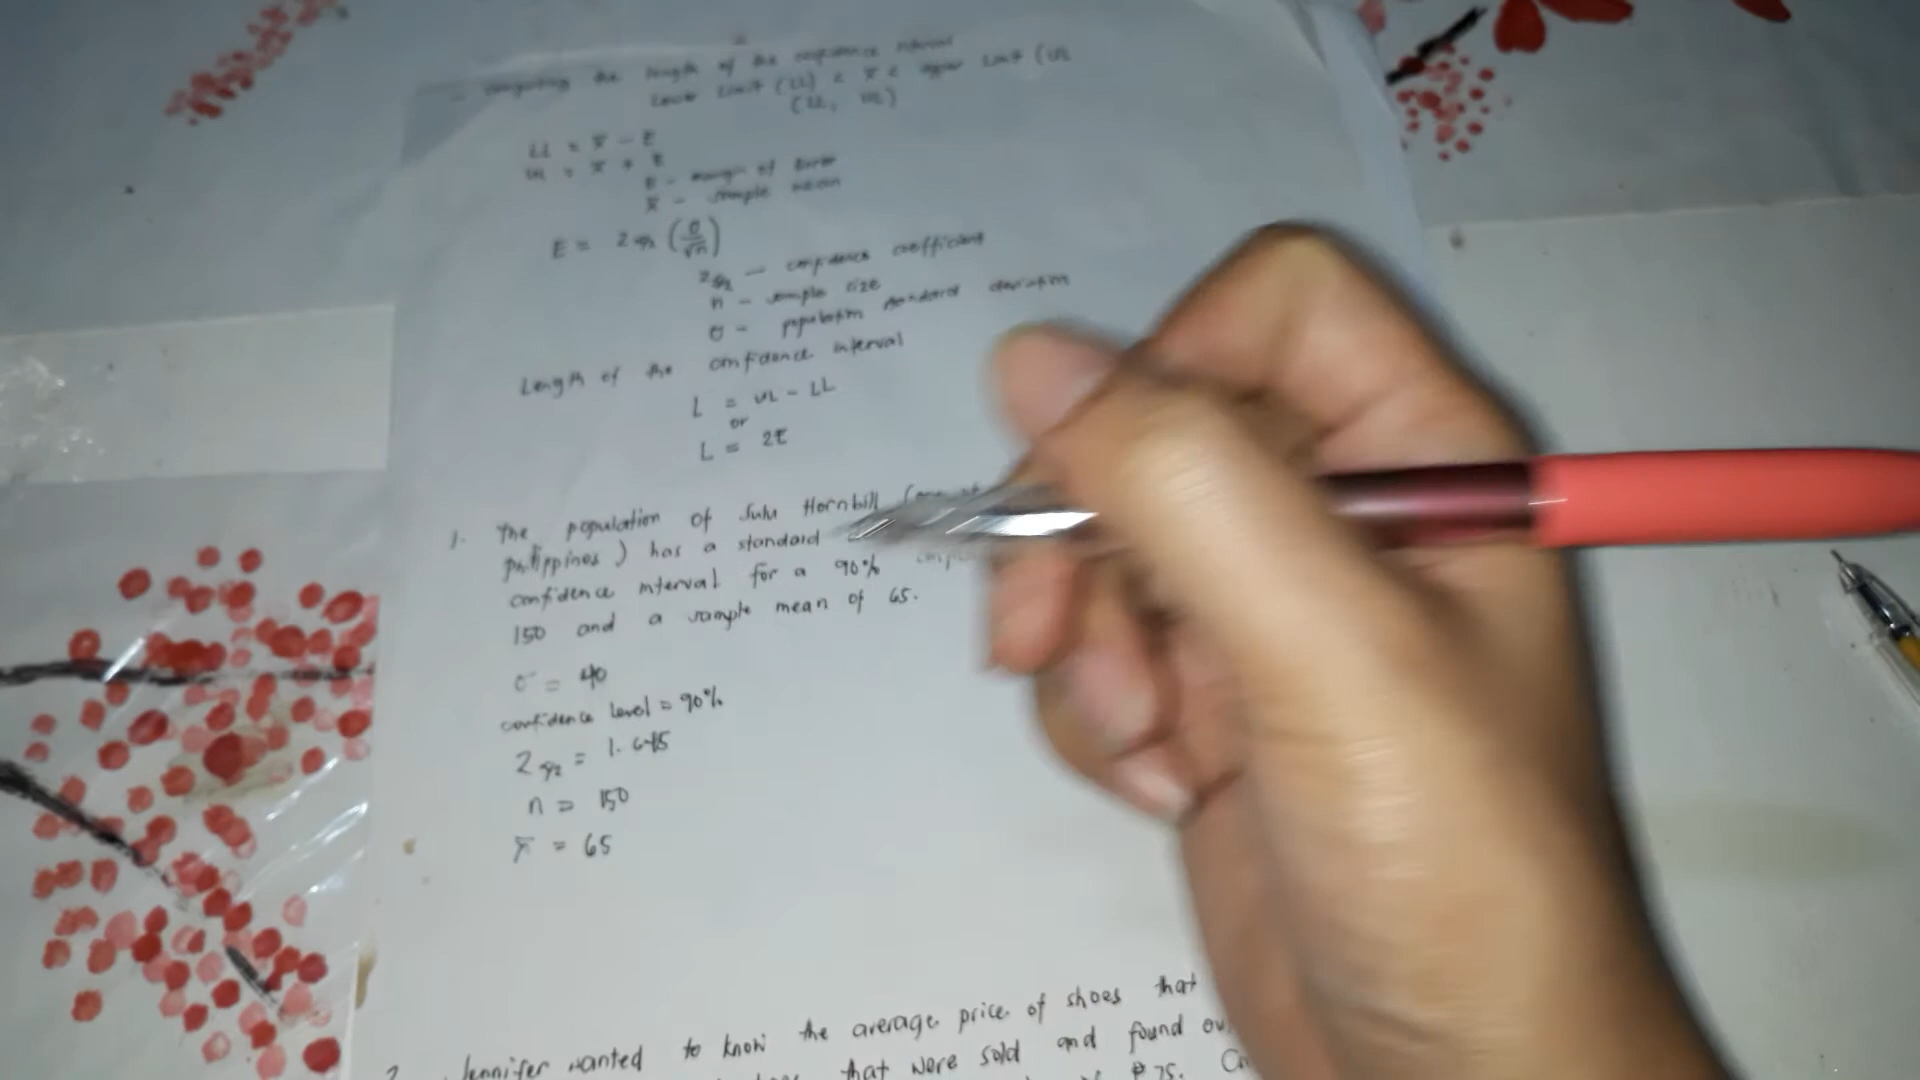 - computing the length of the confidence interval
Lower Limit (LL) < x̄ < upper Limit (UL
(LL, UL)
LL = x̄ - E
UL = x̄ + E
E - margin of Error
x̄ - sample mean
E = Zα/2 (σ/√n)
Zα/2 - confidence coefficient
n - sample size
σ - population standard deviation
Length of the confidence interval
L = UL - LL
or
L = 2E
1. The population of Sulu Hornbill
Philippines) has a standard
confidence interval for a 90%
150 and a sample mean of 65.
σ = 40
confidence level = 90%
Zα/2 = 1.645
n = 150
x̄ = 65
2. Jennifer wanted to know the average price of shoes that
that were sold and found
₱75.